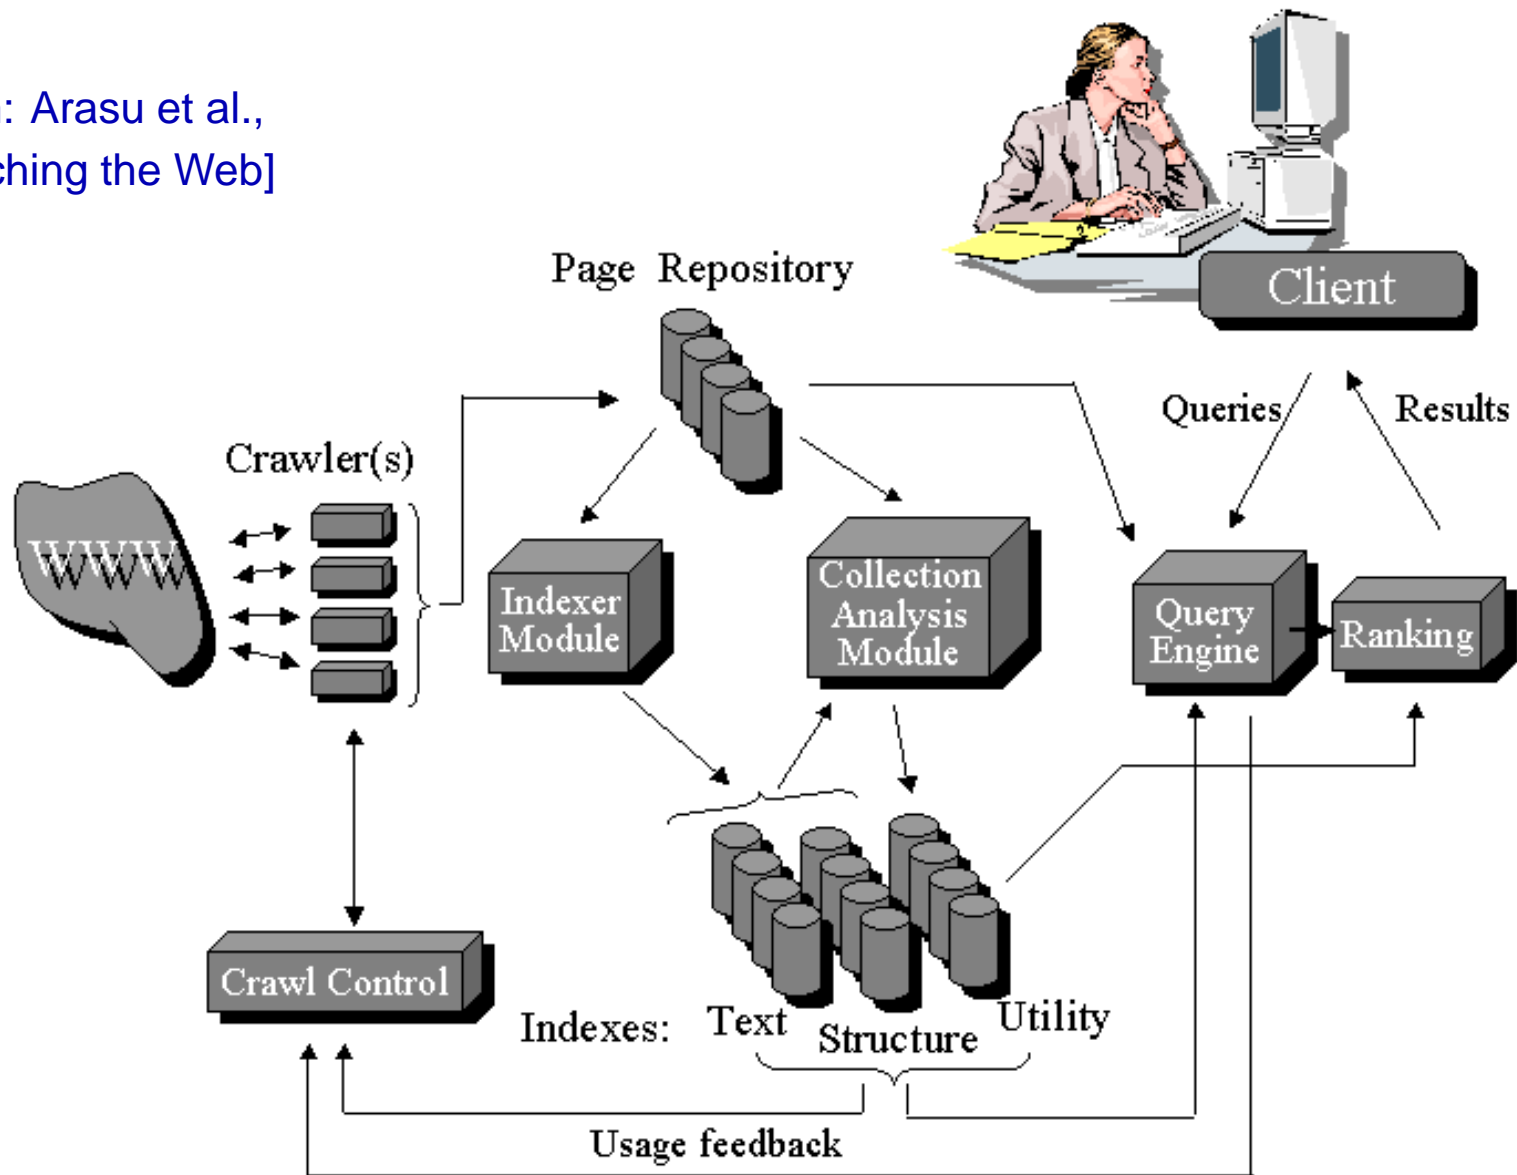 : Arasu et al.,
ching the Web]
Page Repository
Client
Queries
Results
Crawler(s)
WWW
Indexer
Module
Collection
Analysis
Module
Query
Engine
Ranking
Crawl Control
Indexes:
Text
Structure
Utility
Usage feedback